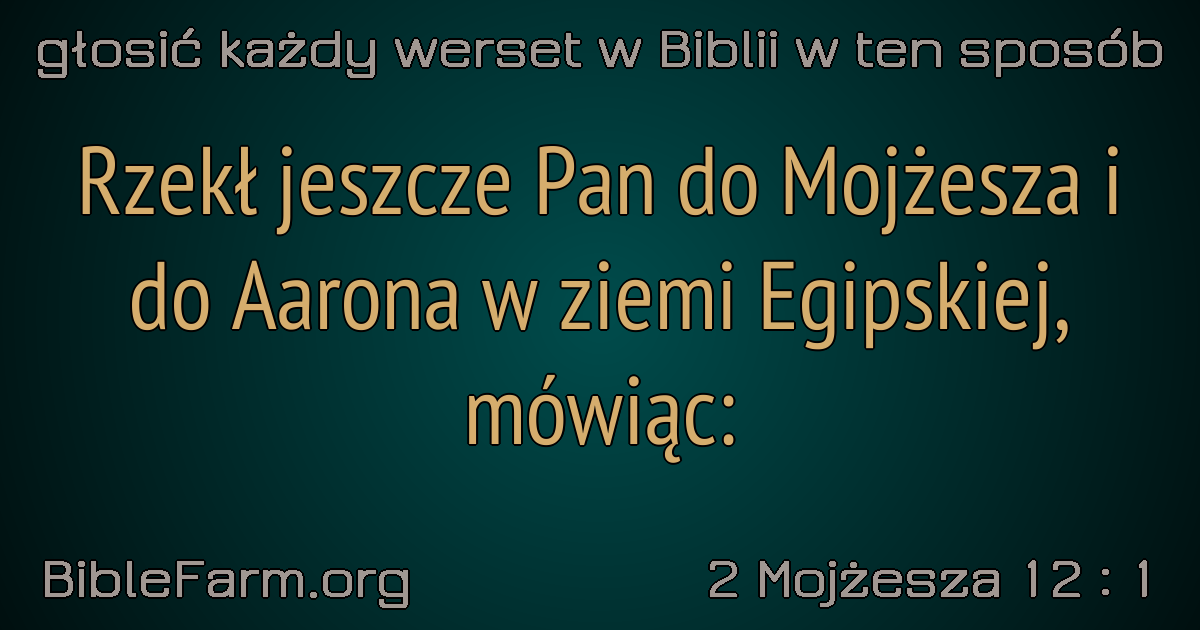 głosić każdy werset w Biblii w ten sposób
Rzekł jeszcze Pan do Mojżesza i
do Aarona w ziemi Egipskiej,
mówiąc:
BibleFarm.org
2 Mojżesza 12 : 1